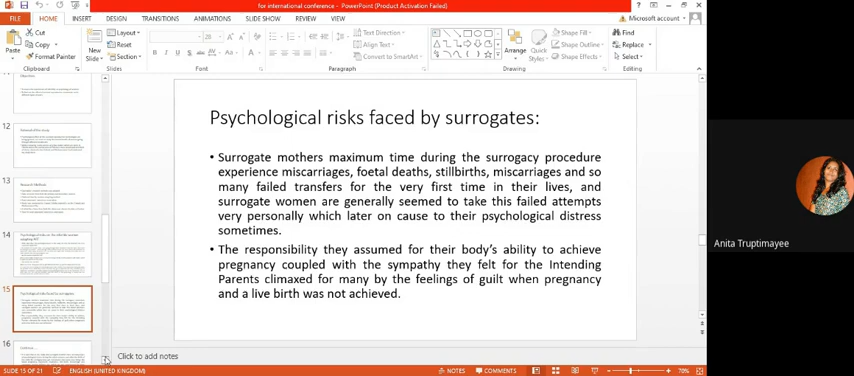 for international conference - PowerPoint (Product Activation Failed)
FILE HOME INSERT DESIGN TRANSITIONS ANIMATIONS SLIDE SHOW REVIEW VIEW Microsoft account
Paste Cut Copy Format Painter
Clipboard
New Slide Layout Reset Section
Slides
28
B I U S
Font
Paragraph
Text Direction
Align Text
Convert to SmartArt
Arrange Quick Styles
Shape Fill
Shape Outline
Shape Effects
Drawing
Find
Replace
Select
Editing
12
13
14
15
16
Psychological risks faced by surrogates:
• Surrogate mothers maximum time during the surrogacy procedure
experience miscarriages, foetal deaths, stillbirths, miscarriages and so
many failed transfers for the very first time in their lives, and
surrogate women are generally seemed to take this failed attempts
very personally which later on cause to their psychological distress
sometimes.
• The responsibility they assumed for their body's ability to achieve
pregnancy coupled with the sympathy they felt for the Intending
Parents climaxed for many by the feelings of guilt when pregnancy
and a live birth was not achieved.
Click to add notes
SLIDE 15 OF 21 ENGLISH (UNITED KINGDOM) NOTES COMMENTS 70%
Anita Truptimayee